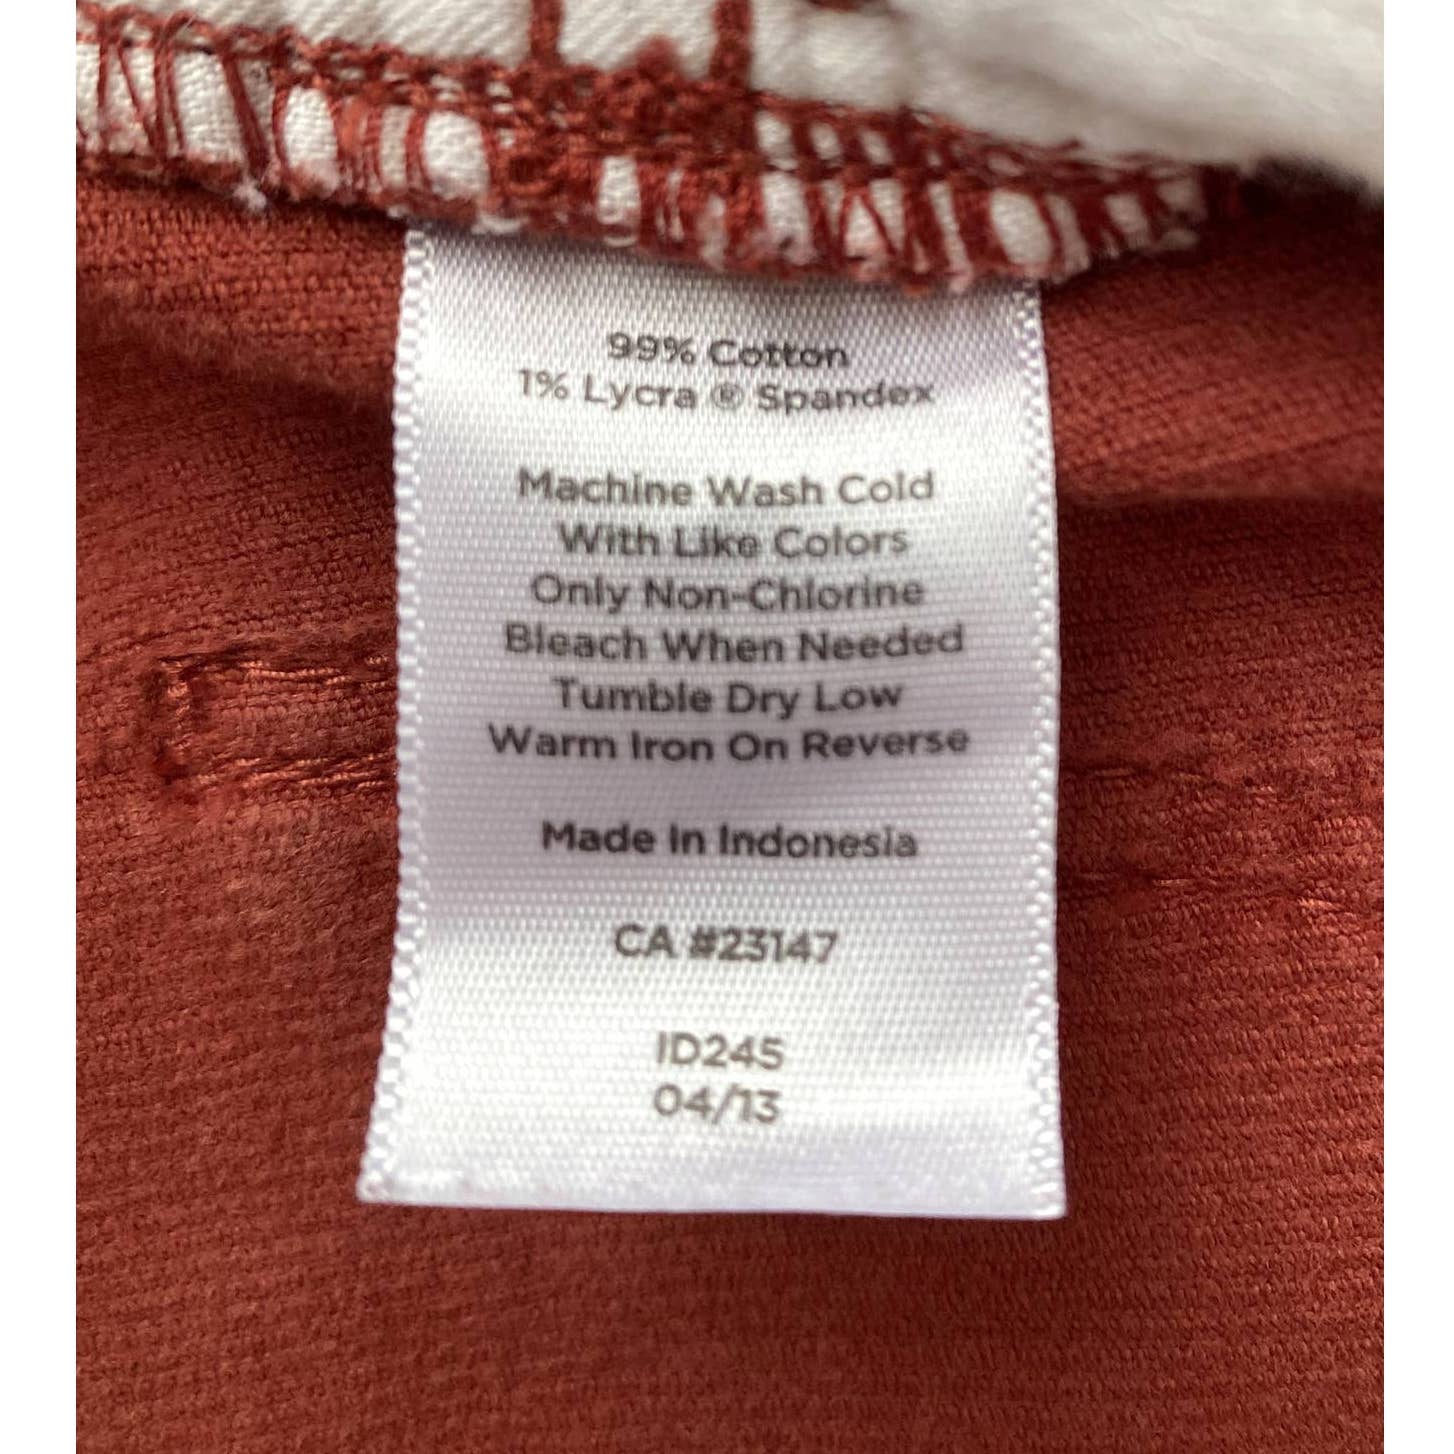 99% Cotton
1% Lycra ® Spandex
Machine Wash Cold
With Like Colors
Only Non-Chlorine
Bleach When Needed
Tumble Dry Low
Warm Iron On Reverse
Made In Indonesia
CA #23147
ID245
04/13